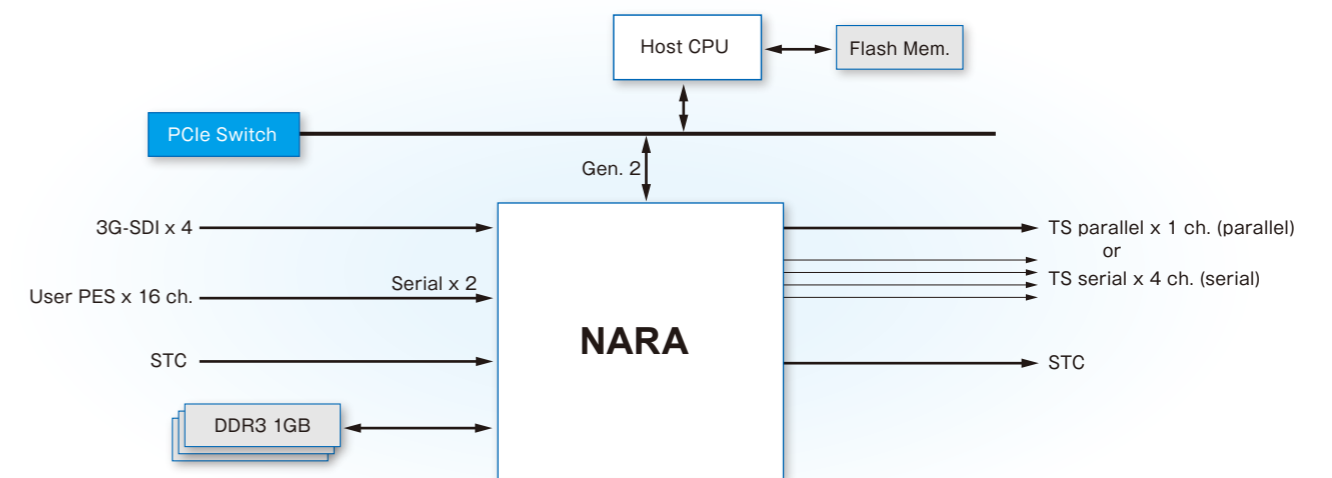 Host CPU
Flash Mem.
PCIe Switch
Gen. 2
3G-SDI x 4
TS parallel x 1 ch. (parallel)
or
User PES x 16 ch.
Serial x 2
TS serial x 4 ch. (serial)
NARA
STC
STC
DDR3 1GB